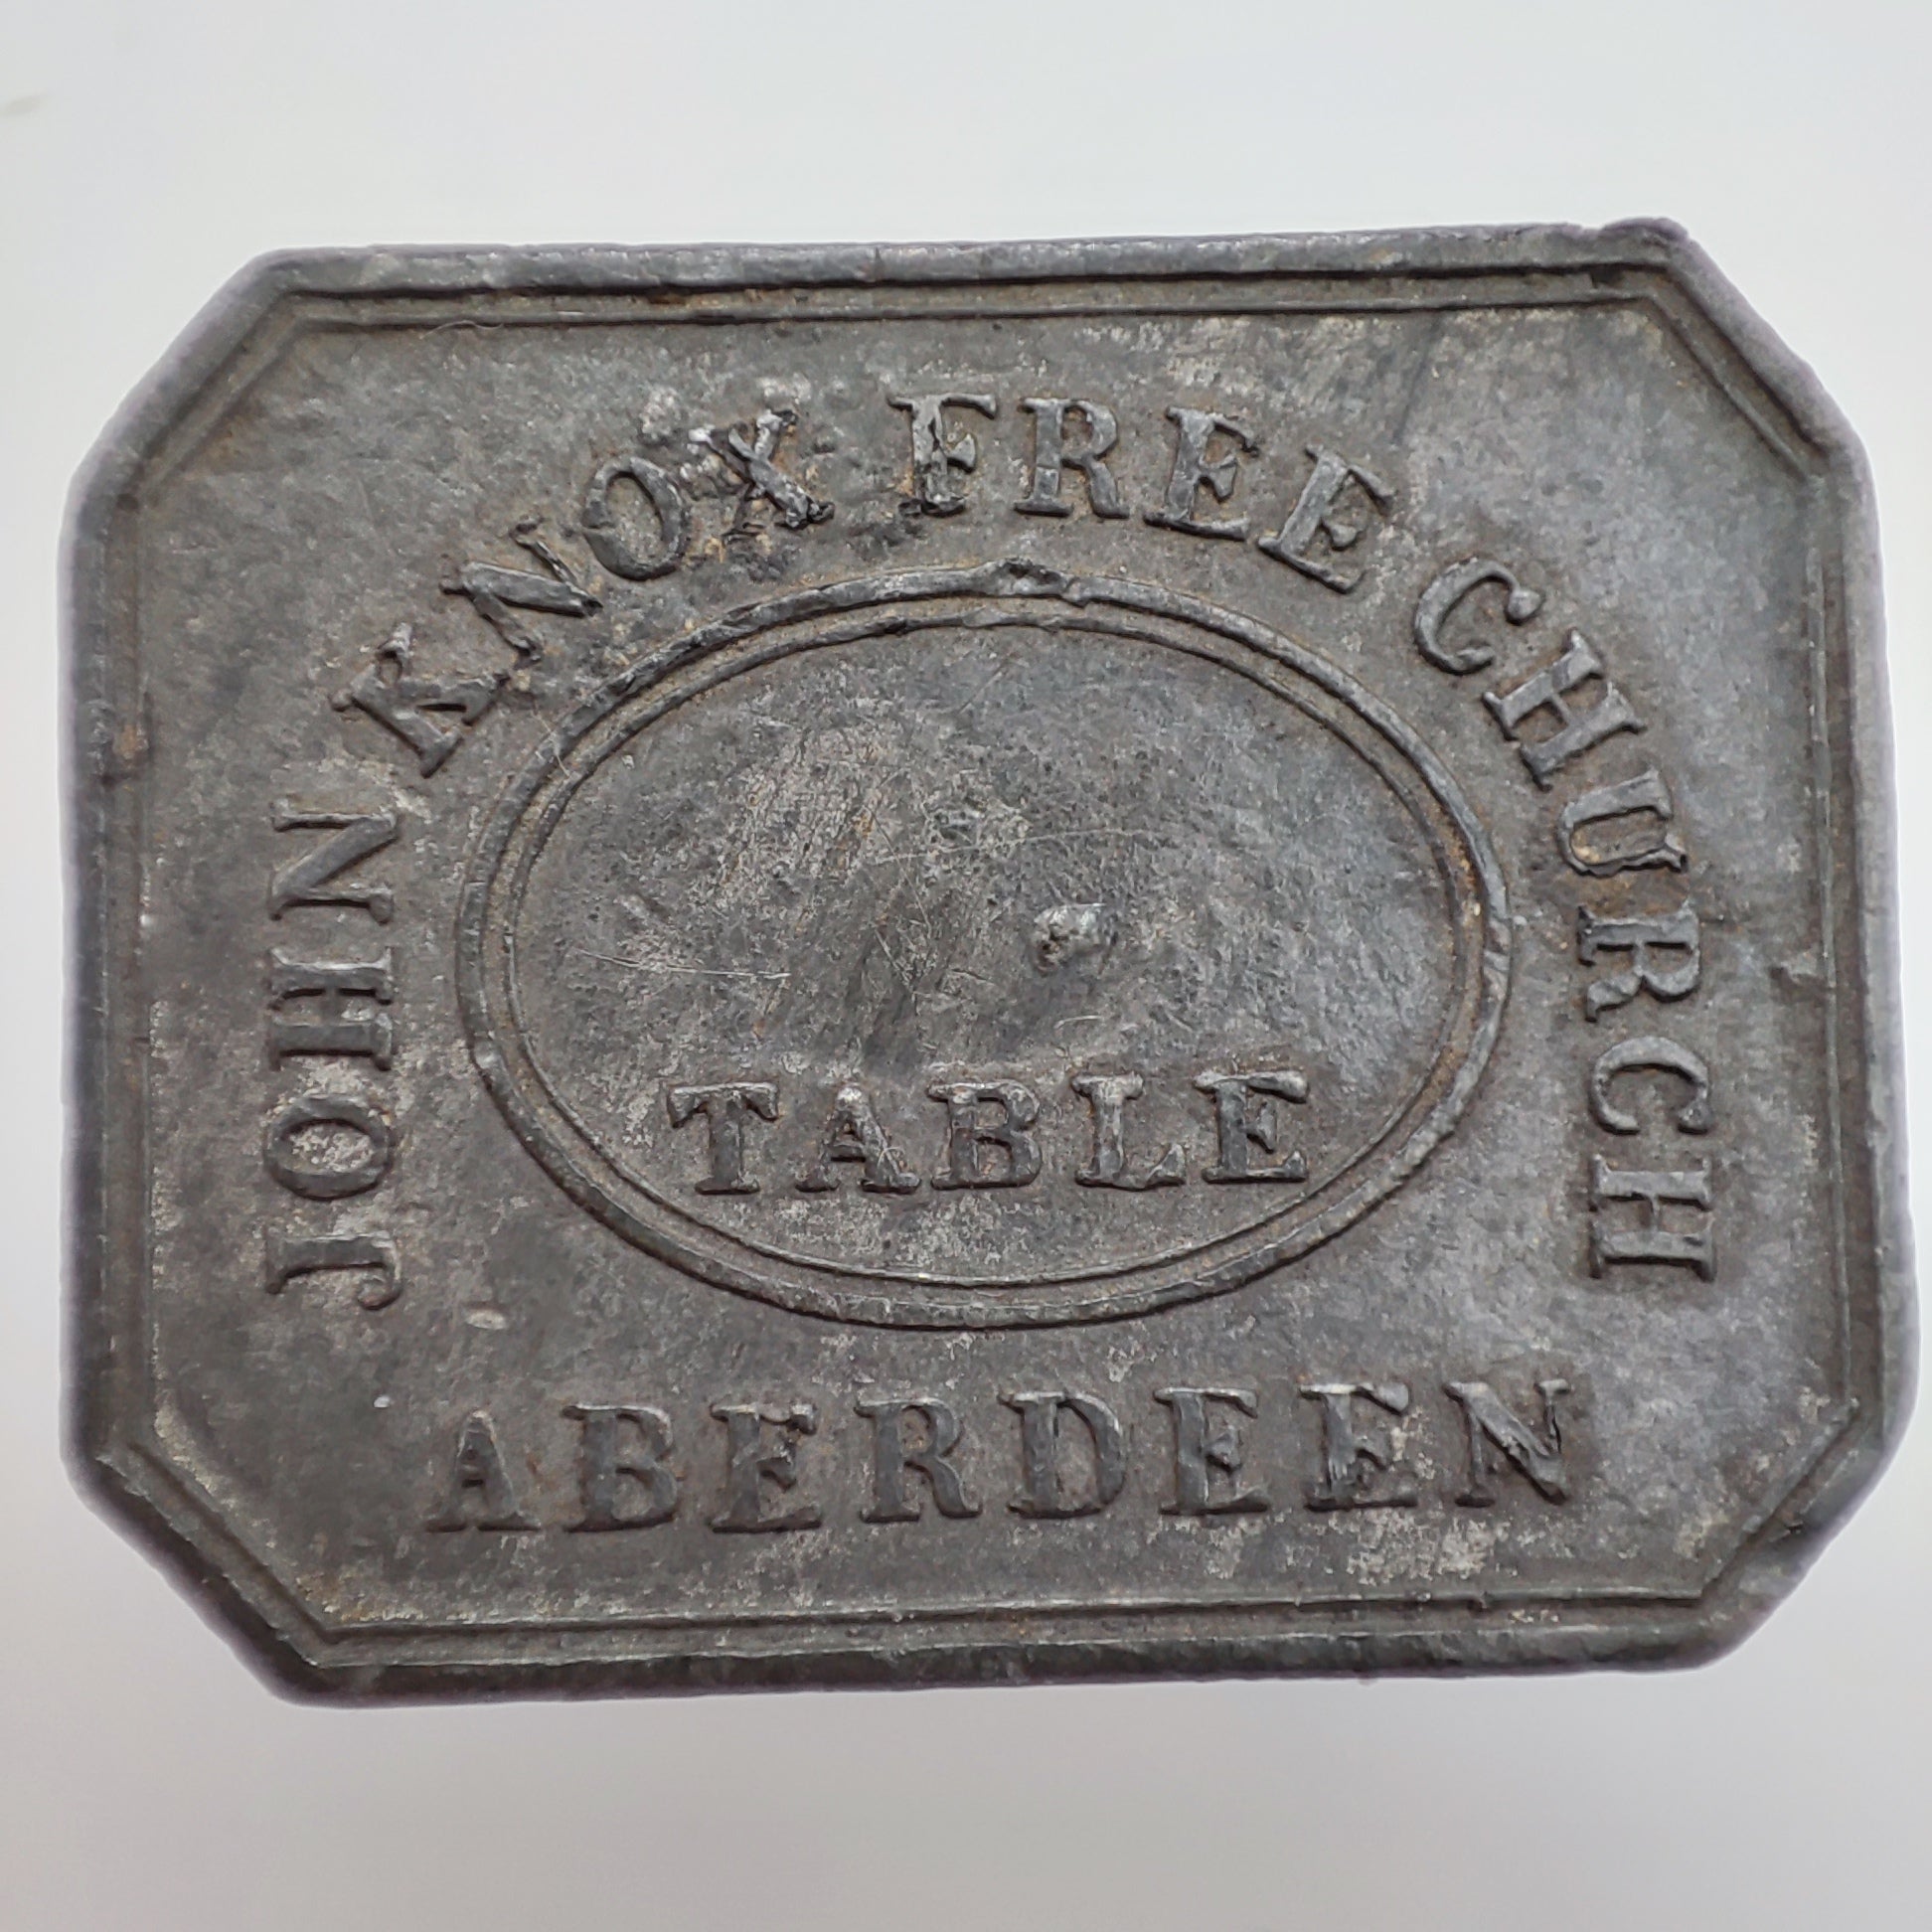 JOHN KNOX FREE CHURCH
TABLE
ABERDEEN